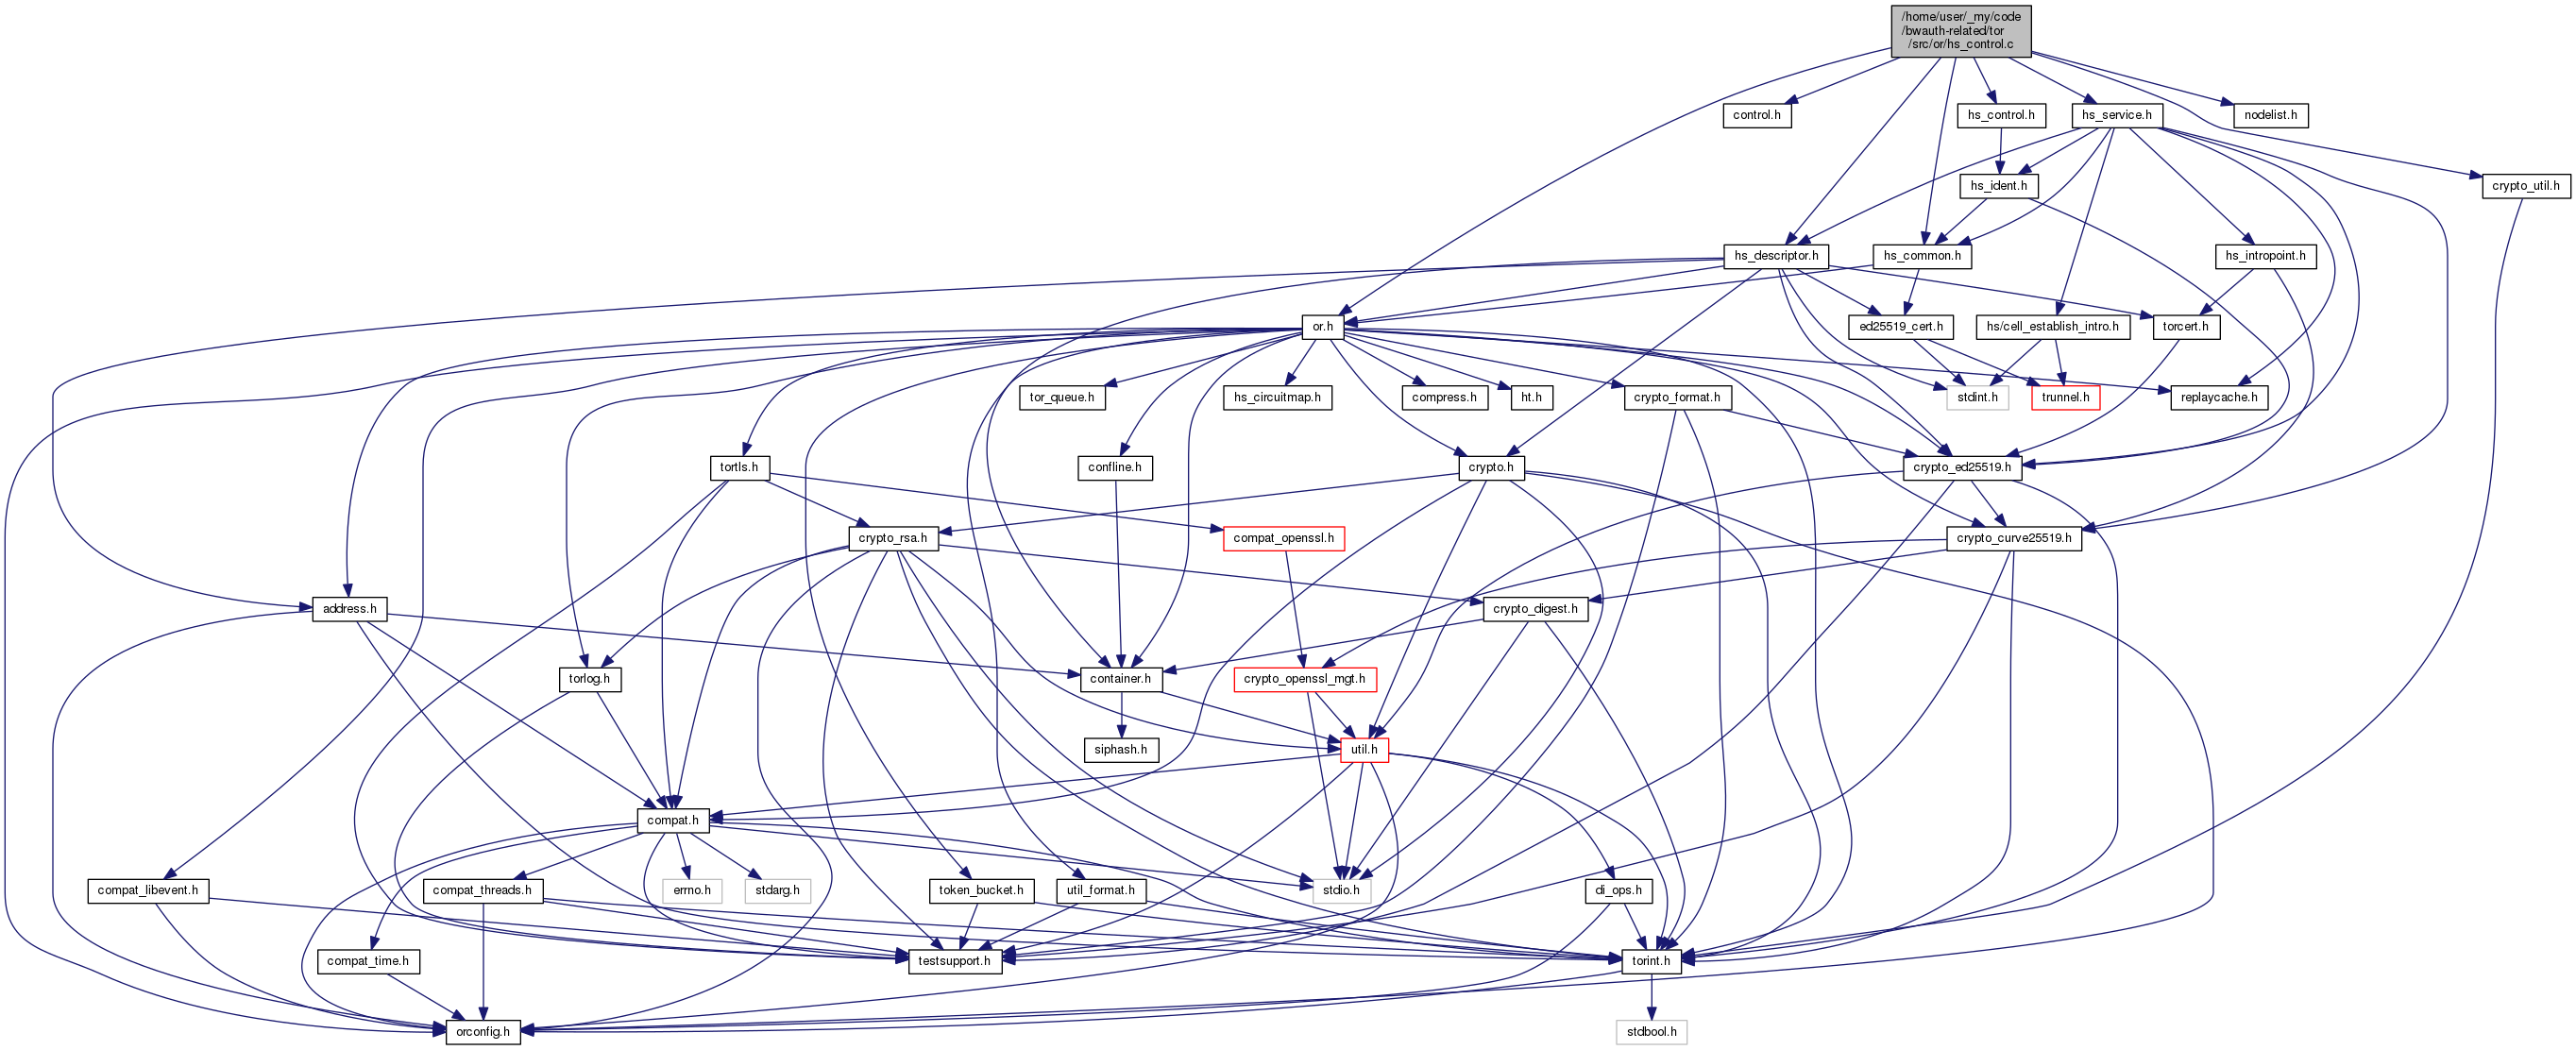 /home/user/_my/code
/bwauth-related/tor
/src/or/hs_control.c
control.h
hs_control.h
hs_service.h
nodelist.h
hs_ident.h
crypto_util.h
hs_descriptor.h
hs_common.h
hs_intropoint.h
or.h
ed25519_cert.h
hs/cell_establish_intro.h
torcert.h
tor_queue.h
hs_circuitmap.h
compress.h
ht.h
crypto_format.h
stdint.h
trunnel.h
replaycache.h
tortls.h
confline.h
crypto.h
crypto_ed25519.h
crypto_rsa.h
compat_openssl.h
crypto_curve25519.h
address.h
crypto_digest.h
torlog.h
container.h
crypto_openssl_mgt.h
siphash.h
util.h
compat.h
compat_libevent.h
compat_threads.h
errno.h
stdarg.h
token_bucket.h
util_format.h
stdio.h
di_ops.h
compat_time.h
testsupport.h
torint.h
orconfig.h
stdbool.h